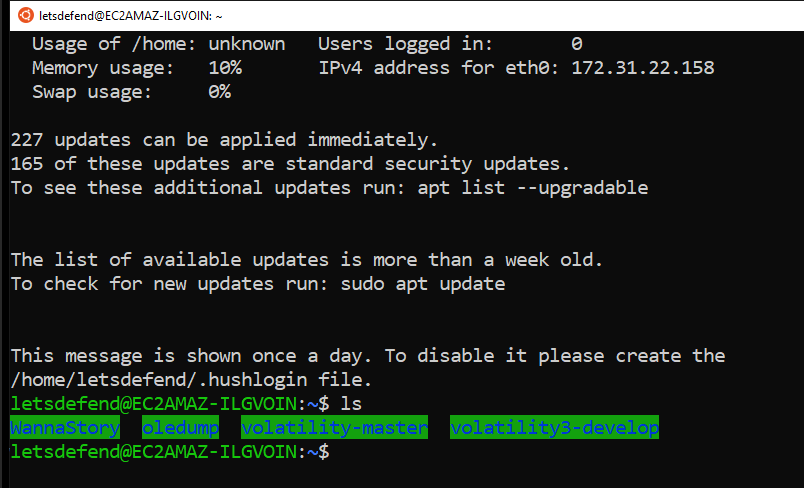 letsdefend@EC2AMAZ-ILGVOIN: ~
Usage of /home: unknown   Users logged in:       0
Memory usage:   10%       IPv4 address for eth0: 172.31.22.158
Swap usage:     0%
227 updates can be applied immediately.
165 of these updates are standard security updates.
To see these additional updates run: apt list --upgradable
The list of available updates is more than a week old.
To check for new updates run: sudo apt update
This message is shown once a day. To disable it please create the
/home/letsdefend/.hushlogin file.
letsdefend@EC2AMAZ-ILGVOIN:~$ ls
WannaStory  oledump  volatility-master  volatility3-develop
letsdefend@EC2AMAZ-ILGVOIN:~$